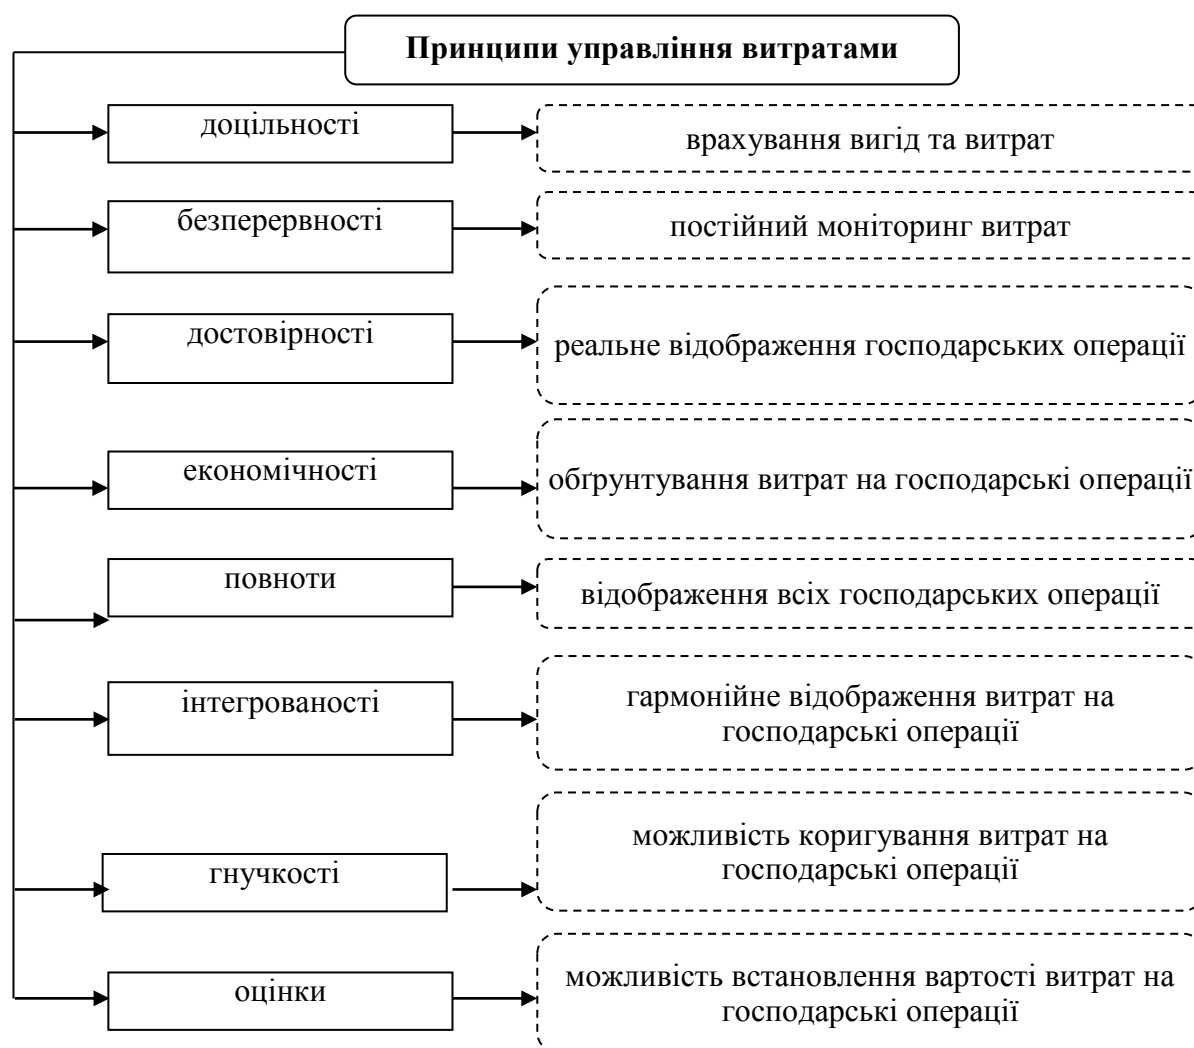 Принципи управління витратами
доцільності
врахування вигід та витрат
безперервності
постійний моніторинг витрат
достовірності
реальне відображення господарських операції
економічності
обґрунтування витрат на господарські операції
повноти
відображення всіх господарських операції
інтегрованості
гармонійне відображення витрат на
господарські операції
гнучкості
можливість коригування витрат на
господарські операції
оцінки
можливість встановлення вартості витрат на
господарські операції